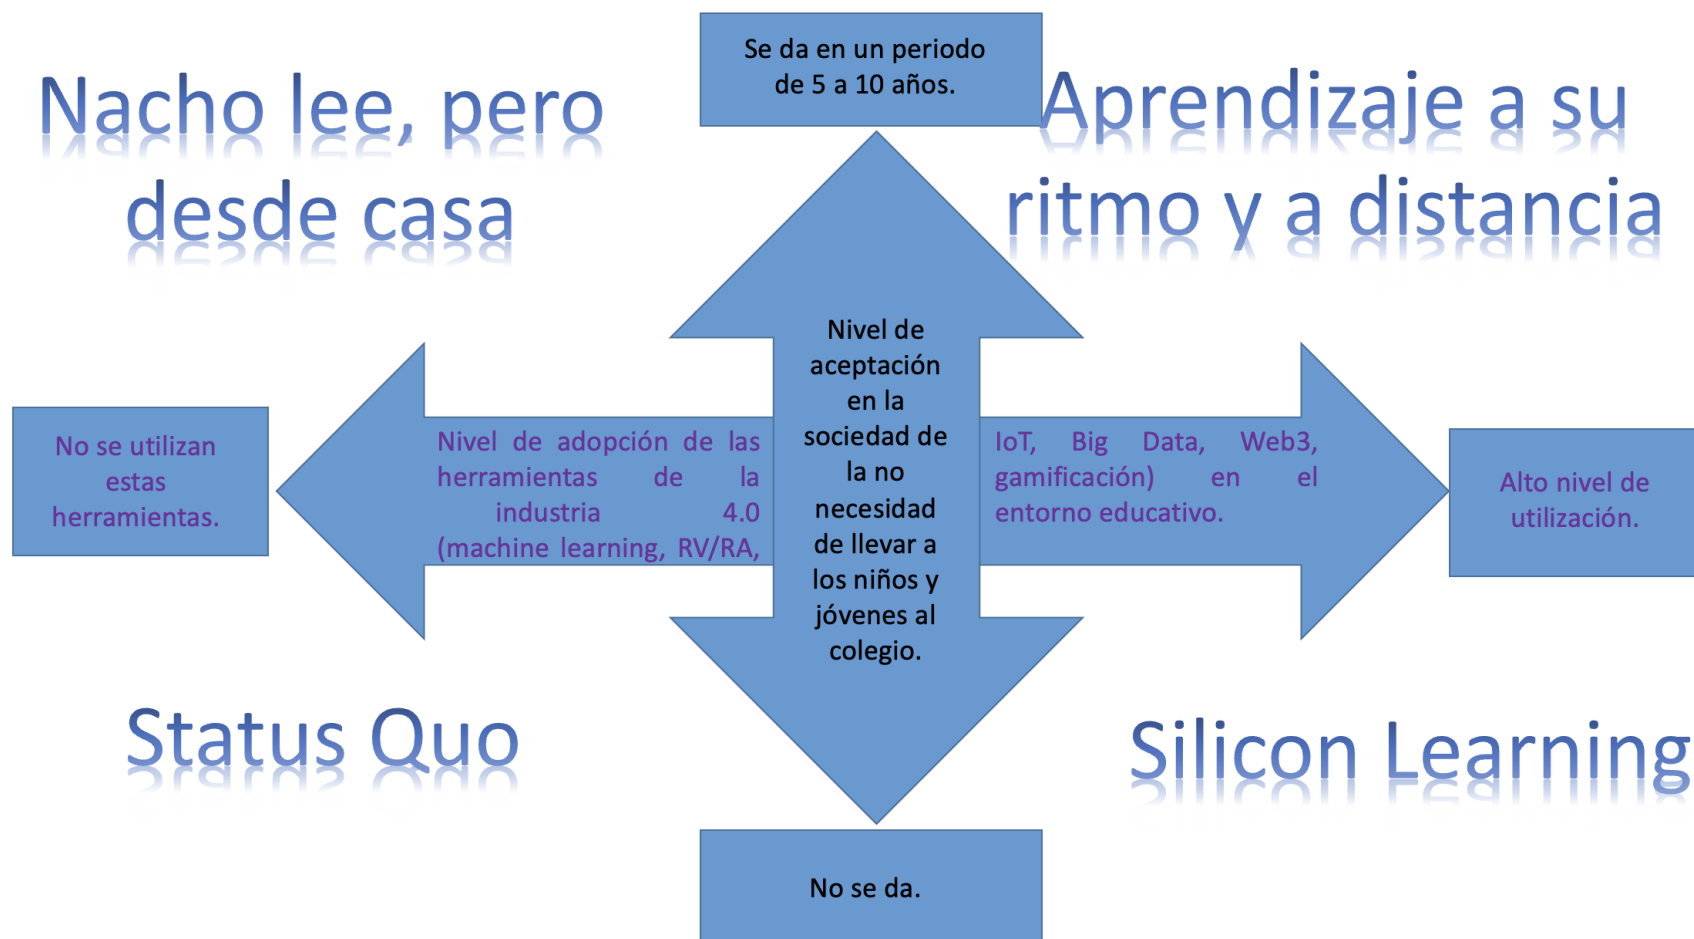 Se da en un periodo
de 5 a 10 años.
Nacho lee, pero
desde casa
Aprendizaje a su
ritmo y a distancia
Nivel de
aceptación
en la
sociedad de
la no
necesidad
de llevar a
los niños y
jóvenes al
colegio.
No se utilizan
estas
herramientas.
Nivel de adopción de las
herramientas de la
industria 4.0
(machine learning, RV/RA,
IoT, Big Data, Web3,
gamificación) en el
entorno educativo.
Alto nivel de
utilización.
Status Quo
Silicon Learning
No se da.